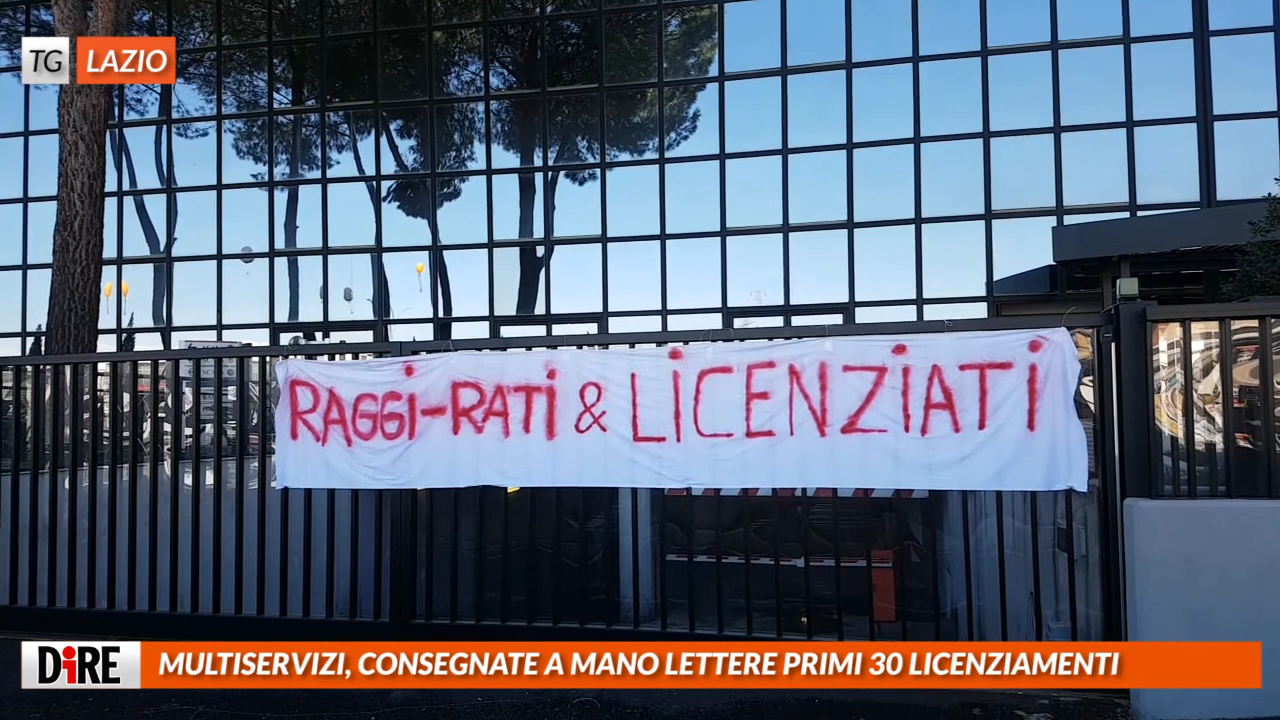 TG LAZIO
RAGGi-RATi & LiCENZiATi
DiRE MULTISERVIZI, CONSEGNATE A MANO LETTERE PRIMI 30 LICENZIAMENTI